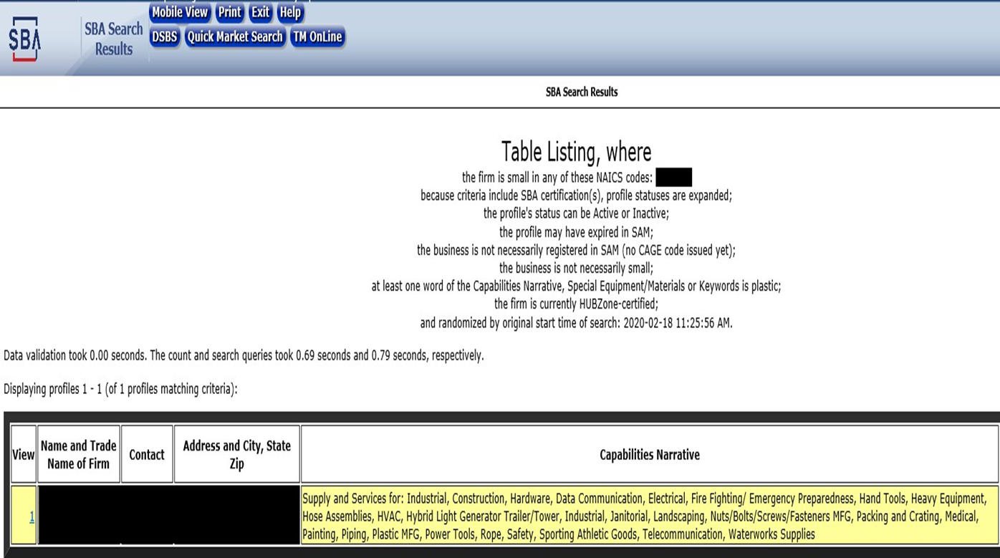 Mobile View Print Exit Help
SBA
SBA Search
Results
DSBS Quick Market Search TM OnLine
SBA Search Results
Table Listing, where
the firm is small in any of these NAICS codes:
because criteria include SBA certification(s), profile statuses are expanded;
the profile's status can be Active or Inactive;
the profile may have expired in SAM;
the business is not necessarily registered in SAM (no CAGE code issued yet);
the business is not necessarily small;
at least one word of the Capabilities Narrative, Special Equipment/Materials or Keywords is plastic;
the firm is currently HUBZone-certified;
and randomized by original start time of search: 2020-02-18 11:25:56 AM.
Data validation took 0.00 seconds. The count and search queries took 0.69 seconds and 0.79 seconds, respectively.
Displaying profiles 1 - 1 (of 1 profiles matching criteria):
View
Name and Trade
Name of Firm
Contact
Address and City, State
Zip
Capabilities Narrative
1
Supply and Services for: Industrial, Construction, Hardware, Data Communication, Electrical, Fire Fighting/ Emergency Preparedness, Hand Tools, Heavy Equipment,
Hose Assemblies, HVAC, Hybrid Light Generator Trailer/Tower, Industrial, Janitorial, Landscaping, Nuts/Bolts/Screws/Fasteners MFG, Packing and Crating, Medical,
Painting, Piping, Plastic MFG, Power Tools, Rope, Safety, Sporting Athletic Goods, Telecommunication, Waterworks Supplies